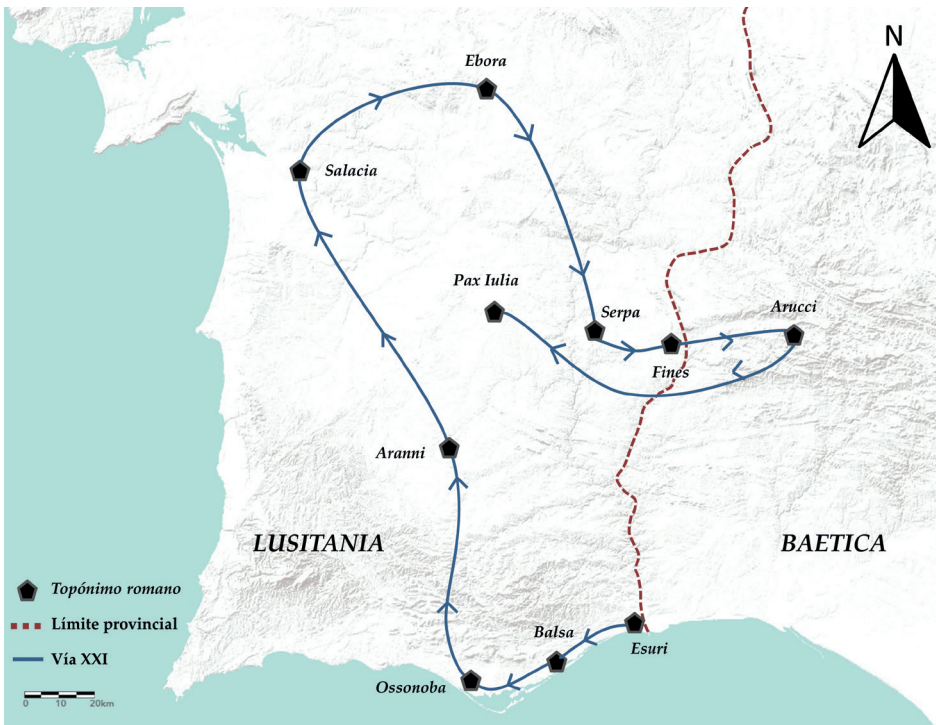 N
Ebora
Salacia
Pax Iulia
Serpa
Arucci
Fines
Aranni
LUSITANIA
BAETICA
Topónimo romano
Límite provincial
Vía XXI
Balsa
Esuri
Ossonoba
0 10 20km